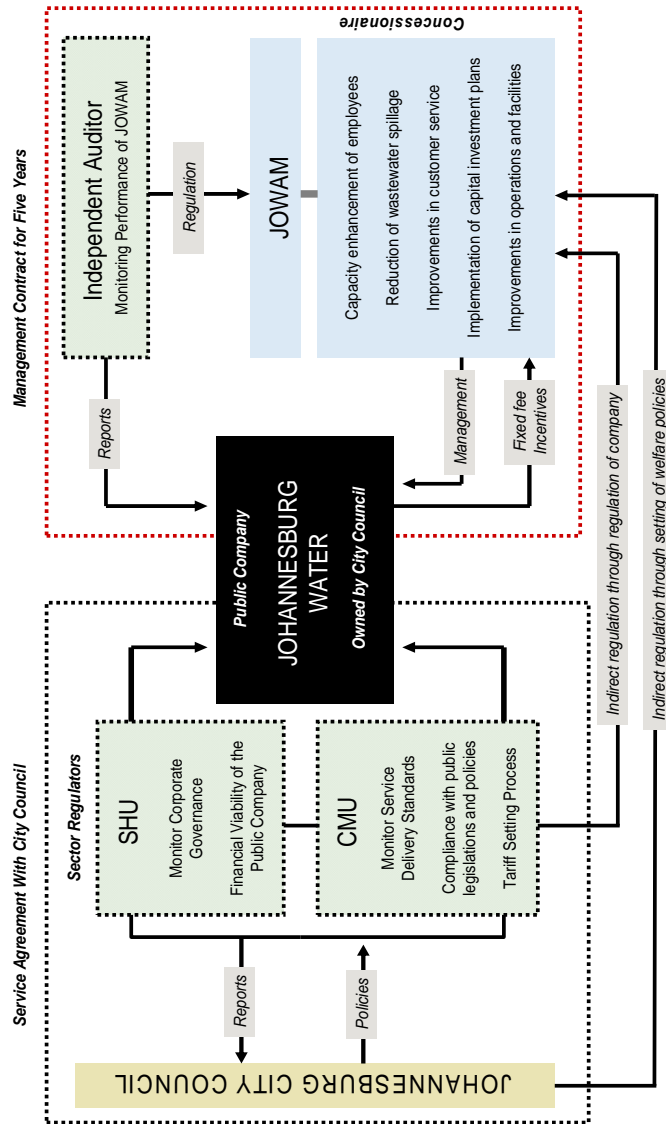 Service Agreement With City Council
Management Contract for Five Years
JOHANNESBURG CITY COUNCIL
Reports
Policies
Sector Regulators
SHU
Monitor Corporate
Governance
Financial Viability of the
Public Company
CMU
Monitor Service
Delivery Standards
Compliance with public
legislations and policies
Tariff Setting Process
Public Company
JOHANNESBURG
WATER
Owned by City Council
Reports
Independent Auditor
Monitoring Performance of JOWAM
Regulation
Management
Fixed fee
Incentives
JOWAM
Capacity enhancement of employees
Reduction of wastewater spillage
Improvements in customer service
Implementation of capital investment plans
Improvements in operations and facilities
Concessionaire
Indirect regulation through regulation of company
Indirect regulation through setting of welfare policies